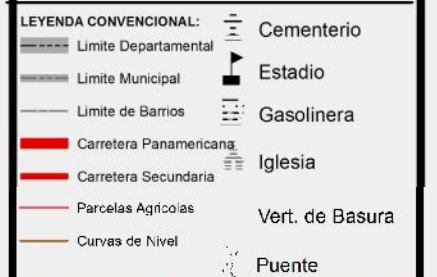 LEYENDA CONVENCIONAL:
Limite Departamental
Limite Municipal
Limite de Barrios
Carretera Panamericana
Carretera Secundaria
Parcelas Agricolas
Curvas de Nivel
Cementerio
Estadio
Gasolinera
Iglesia
Vert. de Basura
Puente